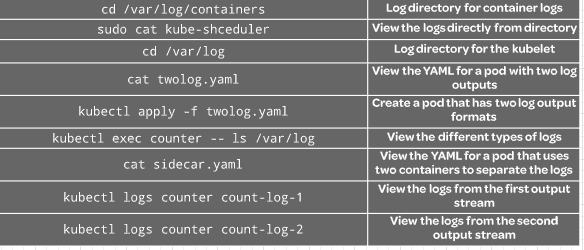 cd /var/log/containers
Log directory for container logs
sudo cat kube-shceduler
View the logs directly from directory
cd /var/log
Log directory for the kubelet
cat twolog.yaml
View the YAML for a pod with two log
outputs
kubectl apply -f twolog.yaml
Create a pod that has two log output
formats
kubectl exec counter -- ls /var/log
View the different types of logs
cat sidecar.yaml
View the YAML for a pod that uses
two containers to separate the logs
kubectl logs counter count-log-1
View the logs from the first output
stream
kubectl logs counter count-log-2
View the logs from the second
output stream